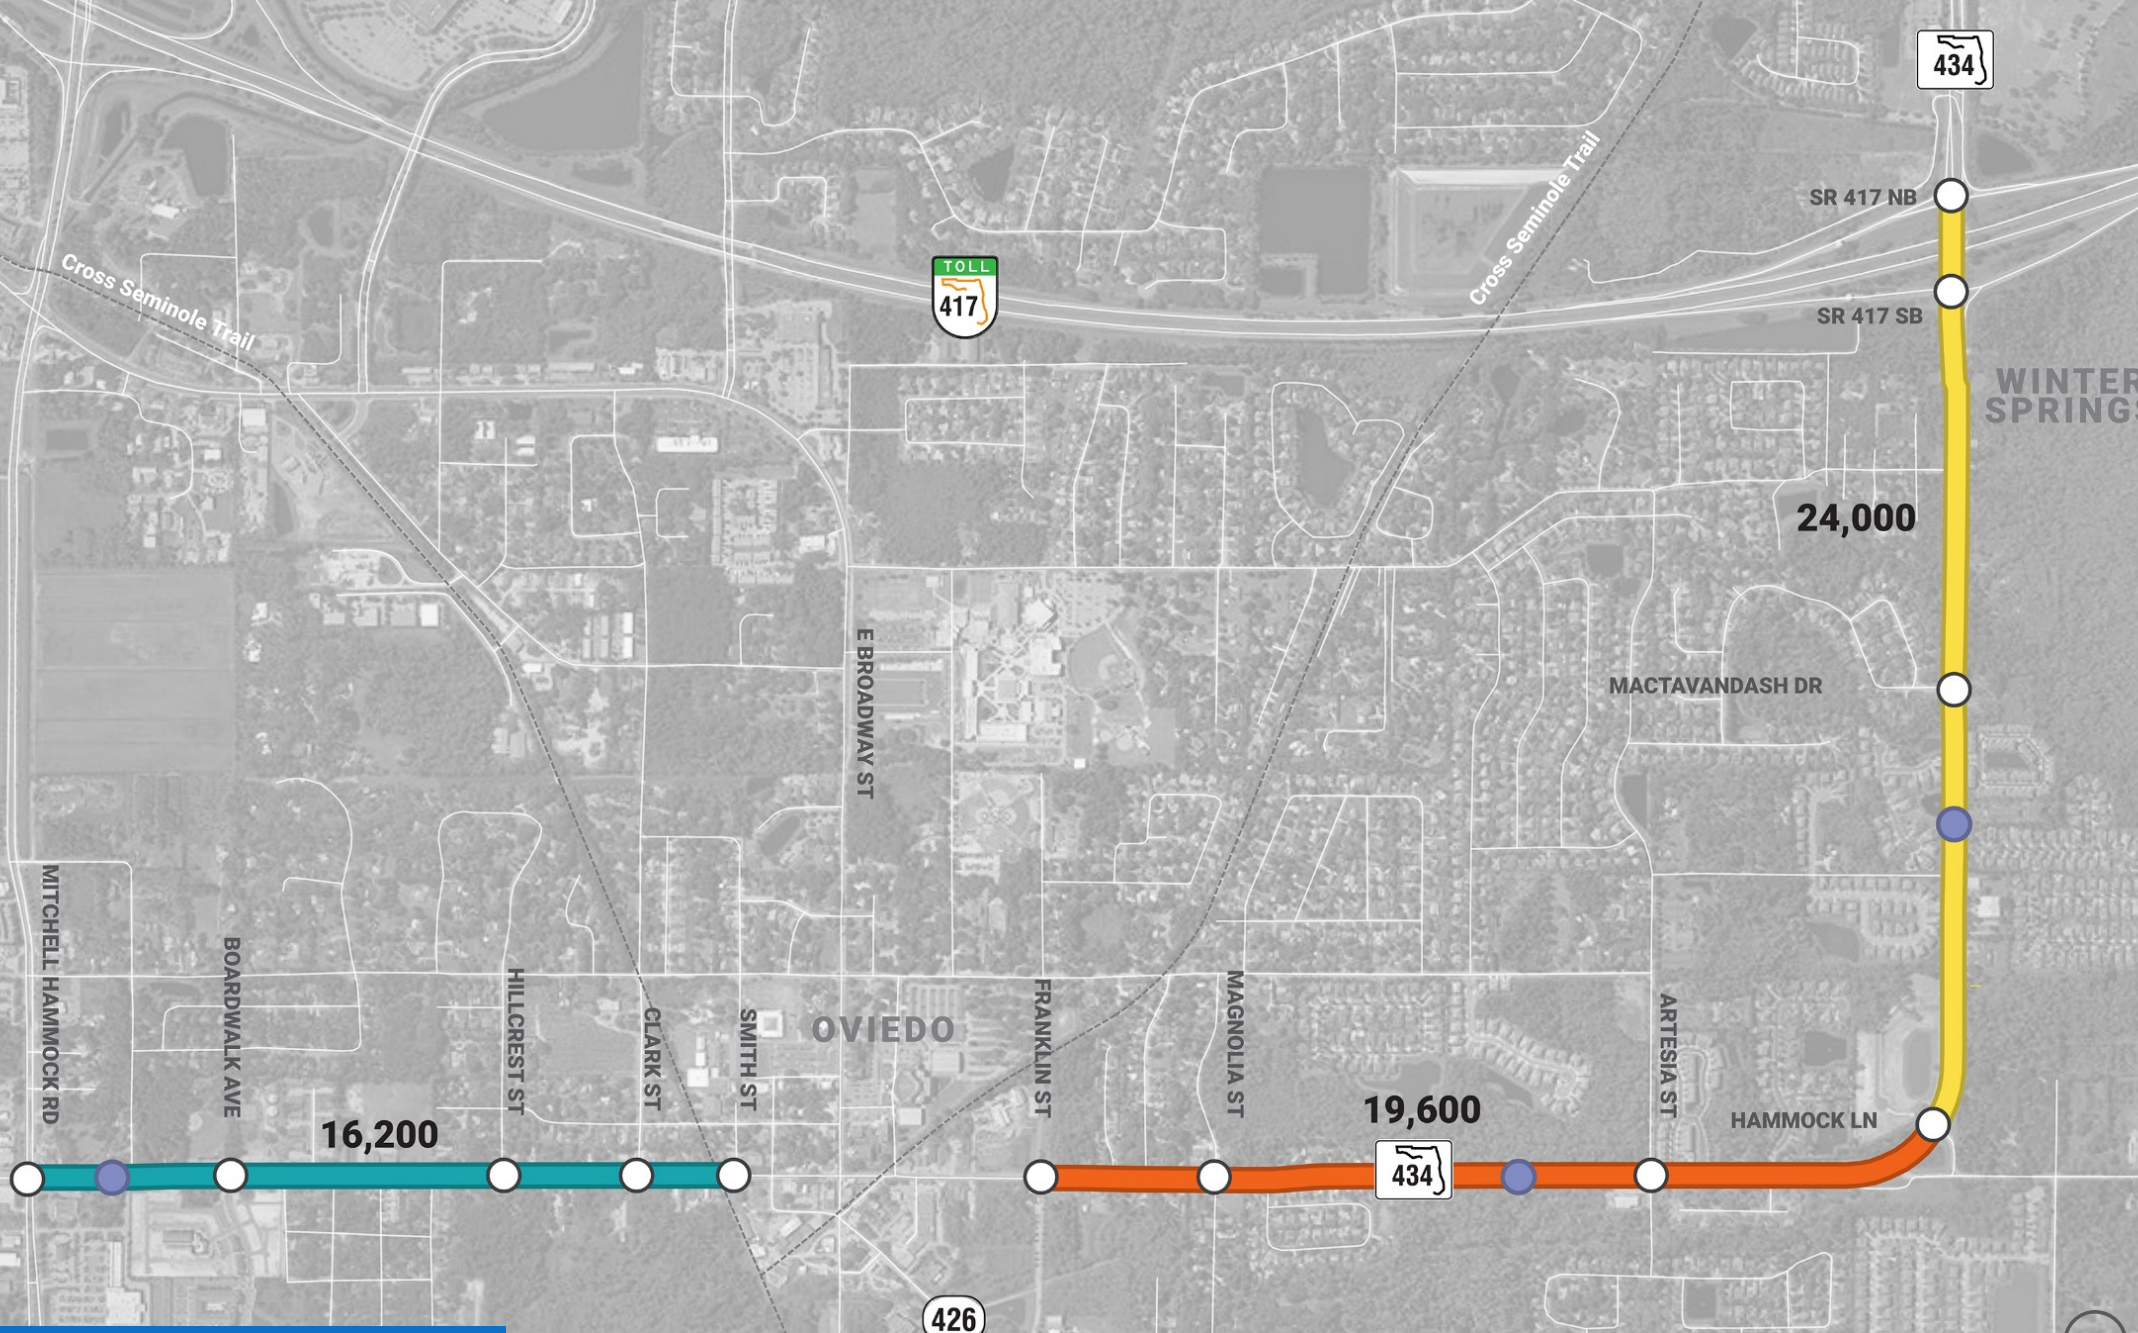 434
SR 417 NB
Cross Seminole Trail
TOLL
417
Cross Seminole Trail
SR 417 SB
WINTER
SPRINGS
24,000
E BROADWAY ST
MACTAVANDASH DR
MITCHELL HAMMOCK RD
BOARDWALK AVE
HILLCREST ST
CLARK ST
SMITH ST
OVIEDO
FRANKLIN ST
MAGNOLIA ST
ARTESIA ST
19,600
HAMMOCK LN
16,200
434
426